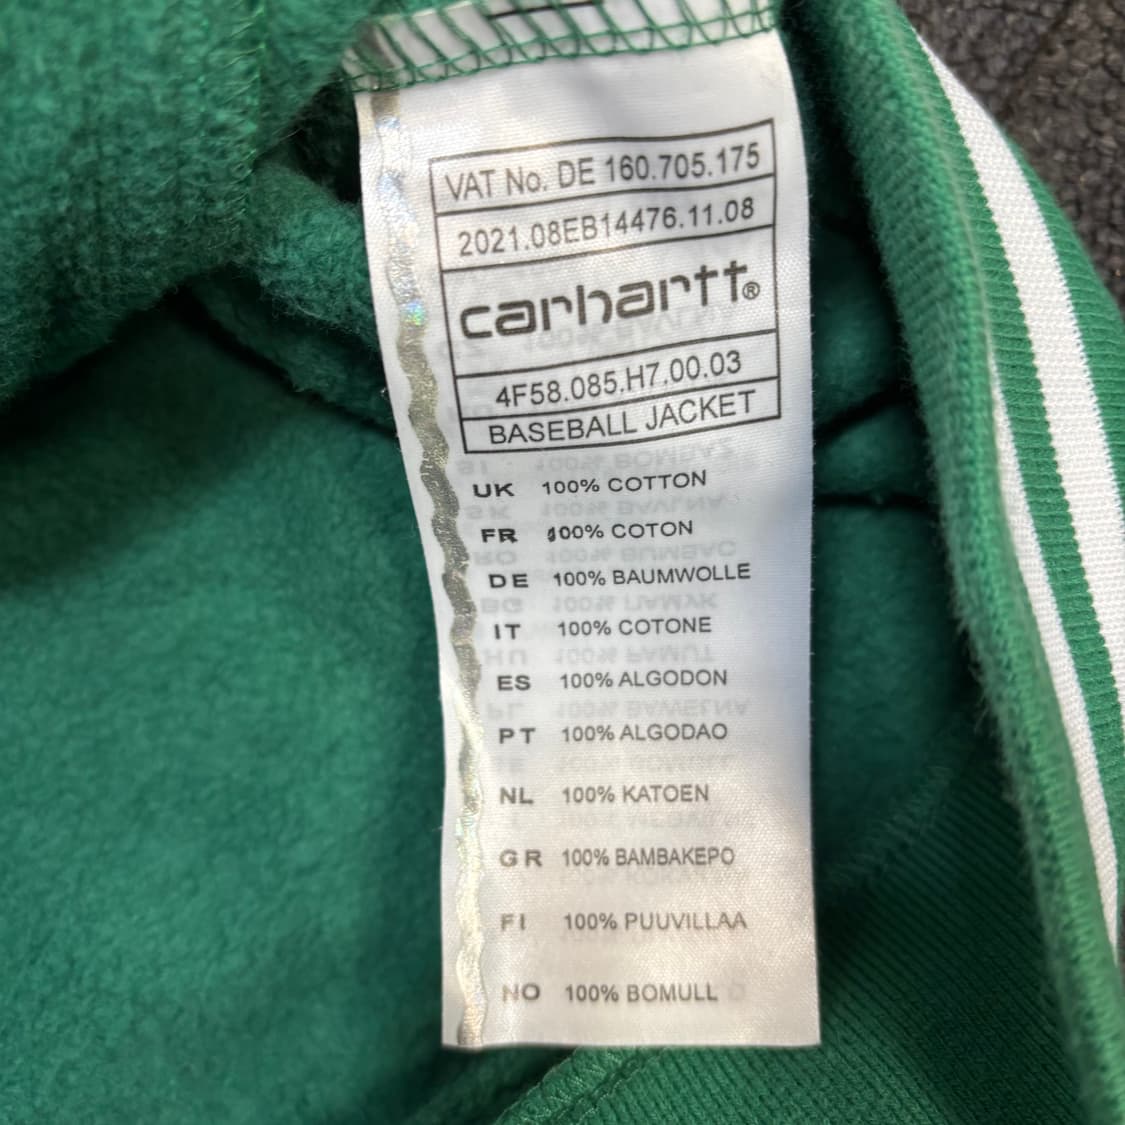 VAT No. DE 160.705.175
2021.08EB14476.11.08
carhartt®
4F58.085.H7.00.03
BASEBALL JACKET
UK 100% COTTON
FR 100% COTON
DE 100% BAUMWOLLE
IT 100% COTONE
ES 100% ALGODON
PT 100% ALGODAO
NL 100% KATOEN
GR 100% BAMBAKEPO
FI 100% PUUVILLAA
NO 100% BOMULL